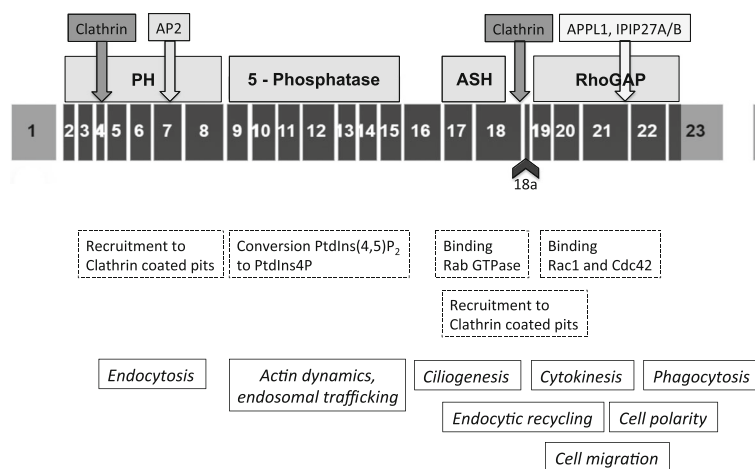 Clathrin
AP2
Clathrin
APPL1, IPIP27A/B
PH
5 - Phosphatase
ASH
RhoGAP
1 2 3 4 5 6 7 8 9 10 11 12 13 14 15 16 17 18 19 20 21 22 23
18a
Recruitment to
Clathrin coated pits
Conversion PtdIns(4,5)P₂
to PtdIns4P
Binding
Rab GTPase
Binding
Rac1 and Cdc42
Recruitment to
Clathrin coated pits
Endocytosis
Actin dynamics,
endosomal trafficking
Ciliogenesis
Cytokinesis
Phagocytosis
Endocytic recycling
Cell polarity
Cell migration